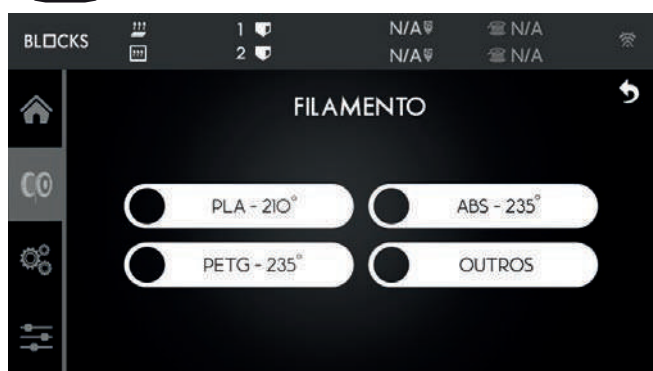 BLOCKS
1 N/A N/A
2 N/A N/A
FILAMENTO
PLA - 210° ABS - 235°
PETG - 235° OUTROS